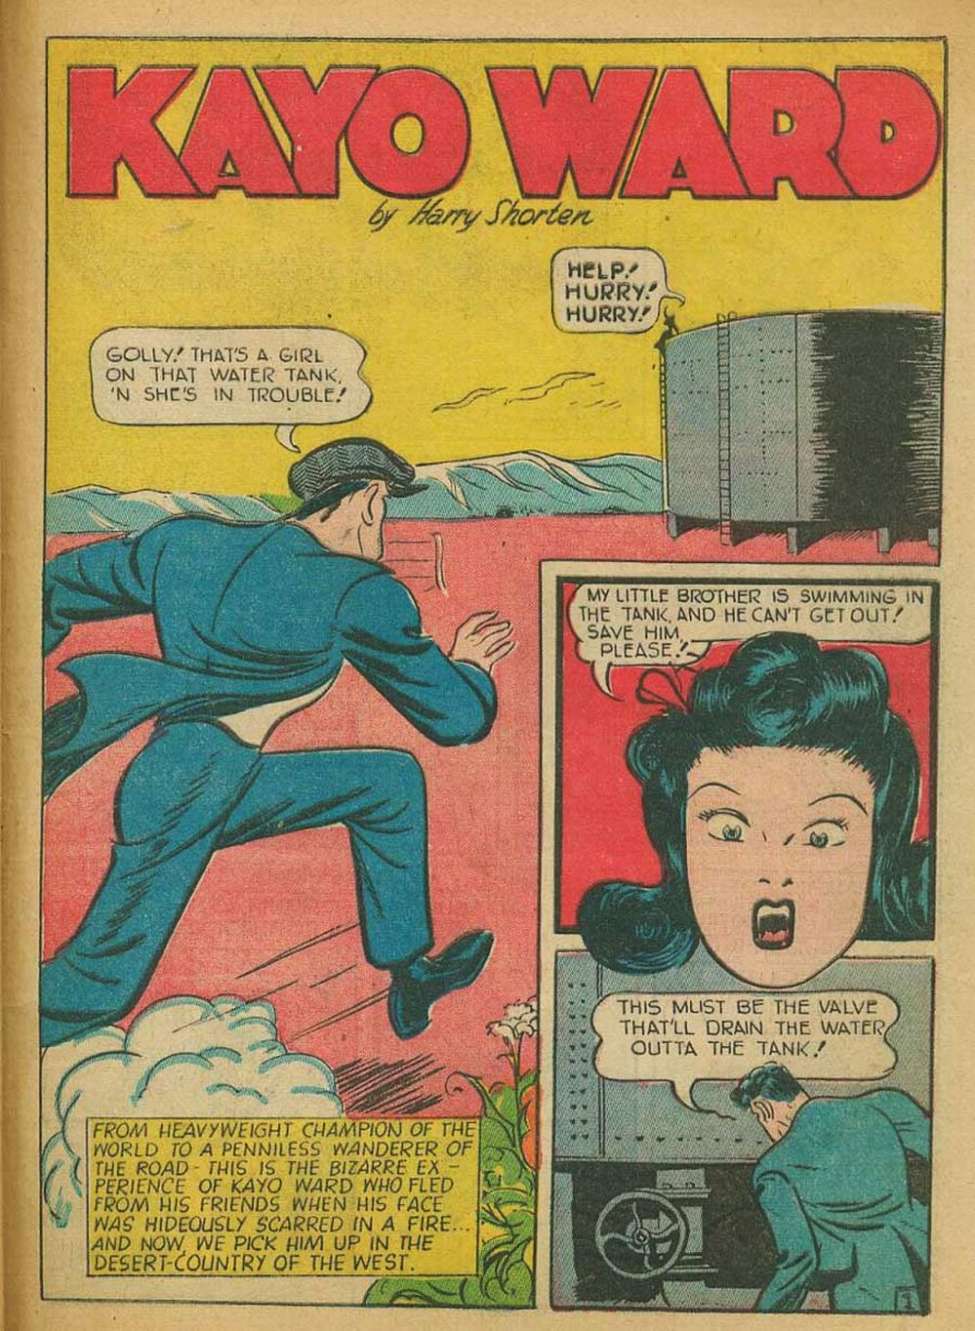 KAYO WARD
by Harry Shorten
HELP!
HURRY!
HURRY!
GOLLY! THAT'S A GIRL
ON THAT WATER TANK,
'N SHE'S IN TROUBLE!
FROM HEAVYWEIGHT CHAMPION OF THE
WORLD TO A PENNILESS WANDERER OF
THE ROAD - THIS IS THE BIZARRE EX -
PERIENCE OF KAYO WARD WHO FLED
FROM HIS FRIENDS WHEN HIS FACE
WAS HIDEOUSLY SCARRED IN A FIRE...
AND NOW, WE PICK HIM UP IN THE
DESERT-COUNTRY OF THE WEST.
MY LITTLE BROTHER IS SWIMMING IN
THE TANK, AND HE CAN'T GET OUT!
SAVE HIM,
PLEASE!
THIS MUST BE THE VALVE
THAT'LL DRAIN THE WATER
OUTTA THE TANK!
1